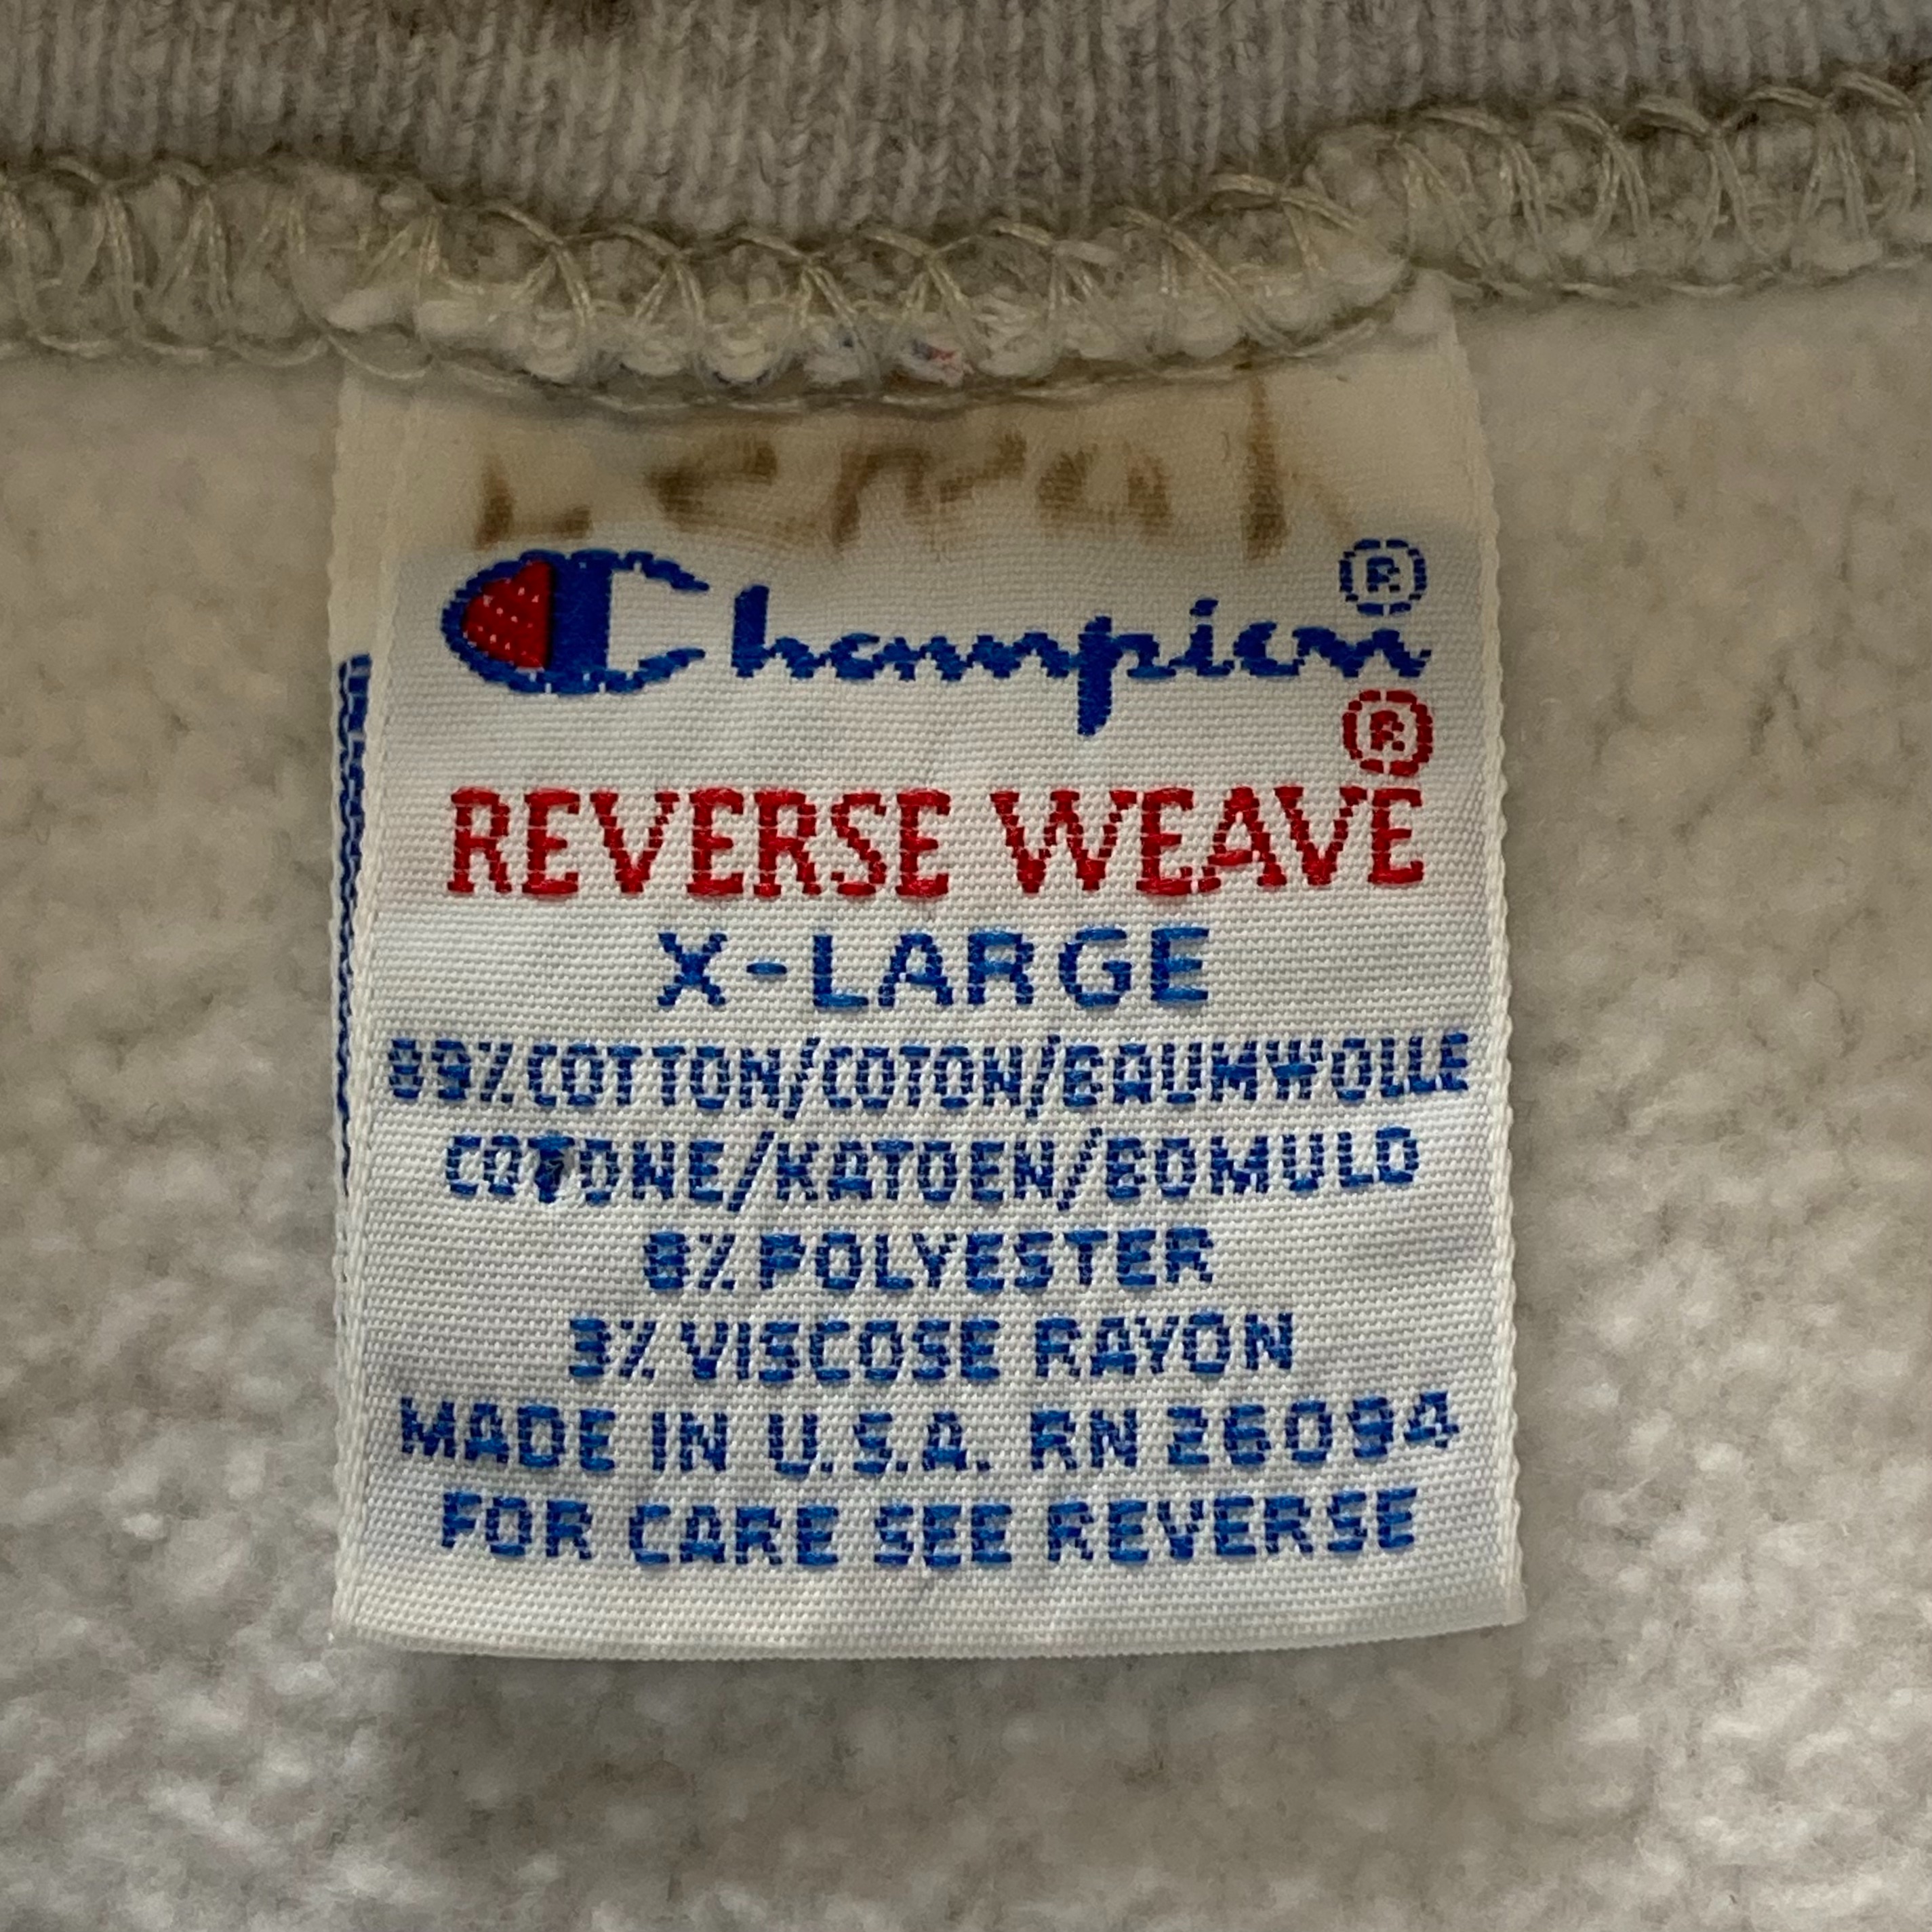 Champion®
®
REVERSE WEAVE
X-LARGE
89% COTTON/COTON/BAUMWOLLE
COTONE/KATOEN/BOMULD
8% POLYESTER
3% VISCOSE RAYON
MADE IN U.S.A. RN 26094
FOR CARE SEE REVERSE